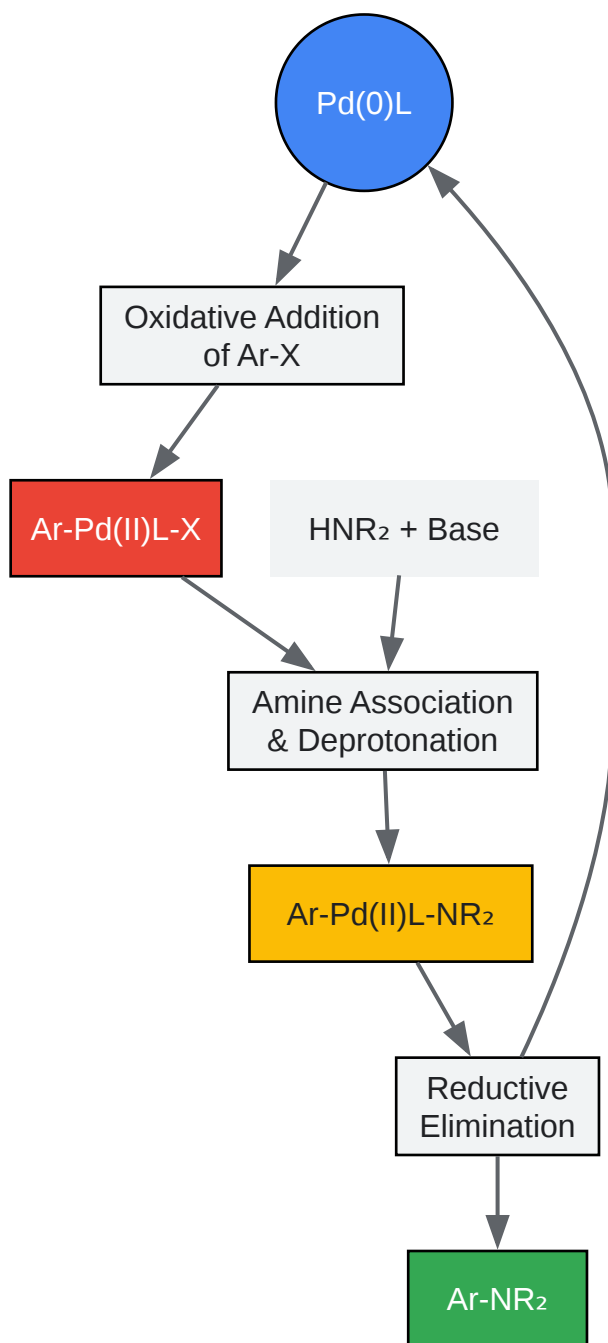 Pd(0)L
Oxidative Addition
of Ar-X
Ar-Pd(II)L-X
HNR₂ + Base
Amine Association
& Deprotonation
Ar-Pd(II)L-NR₂
Reductive
Elimination
Ar-NR₂